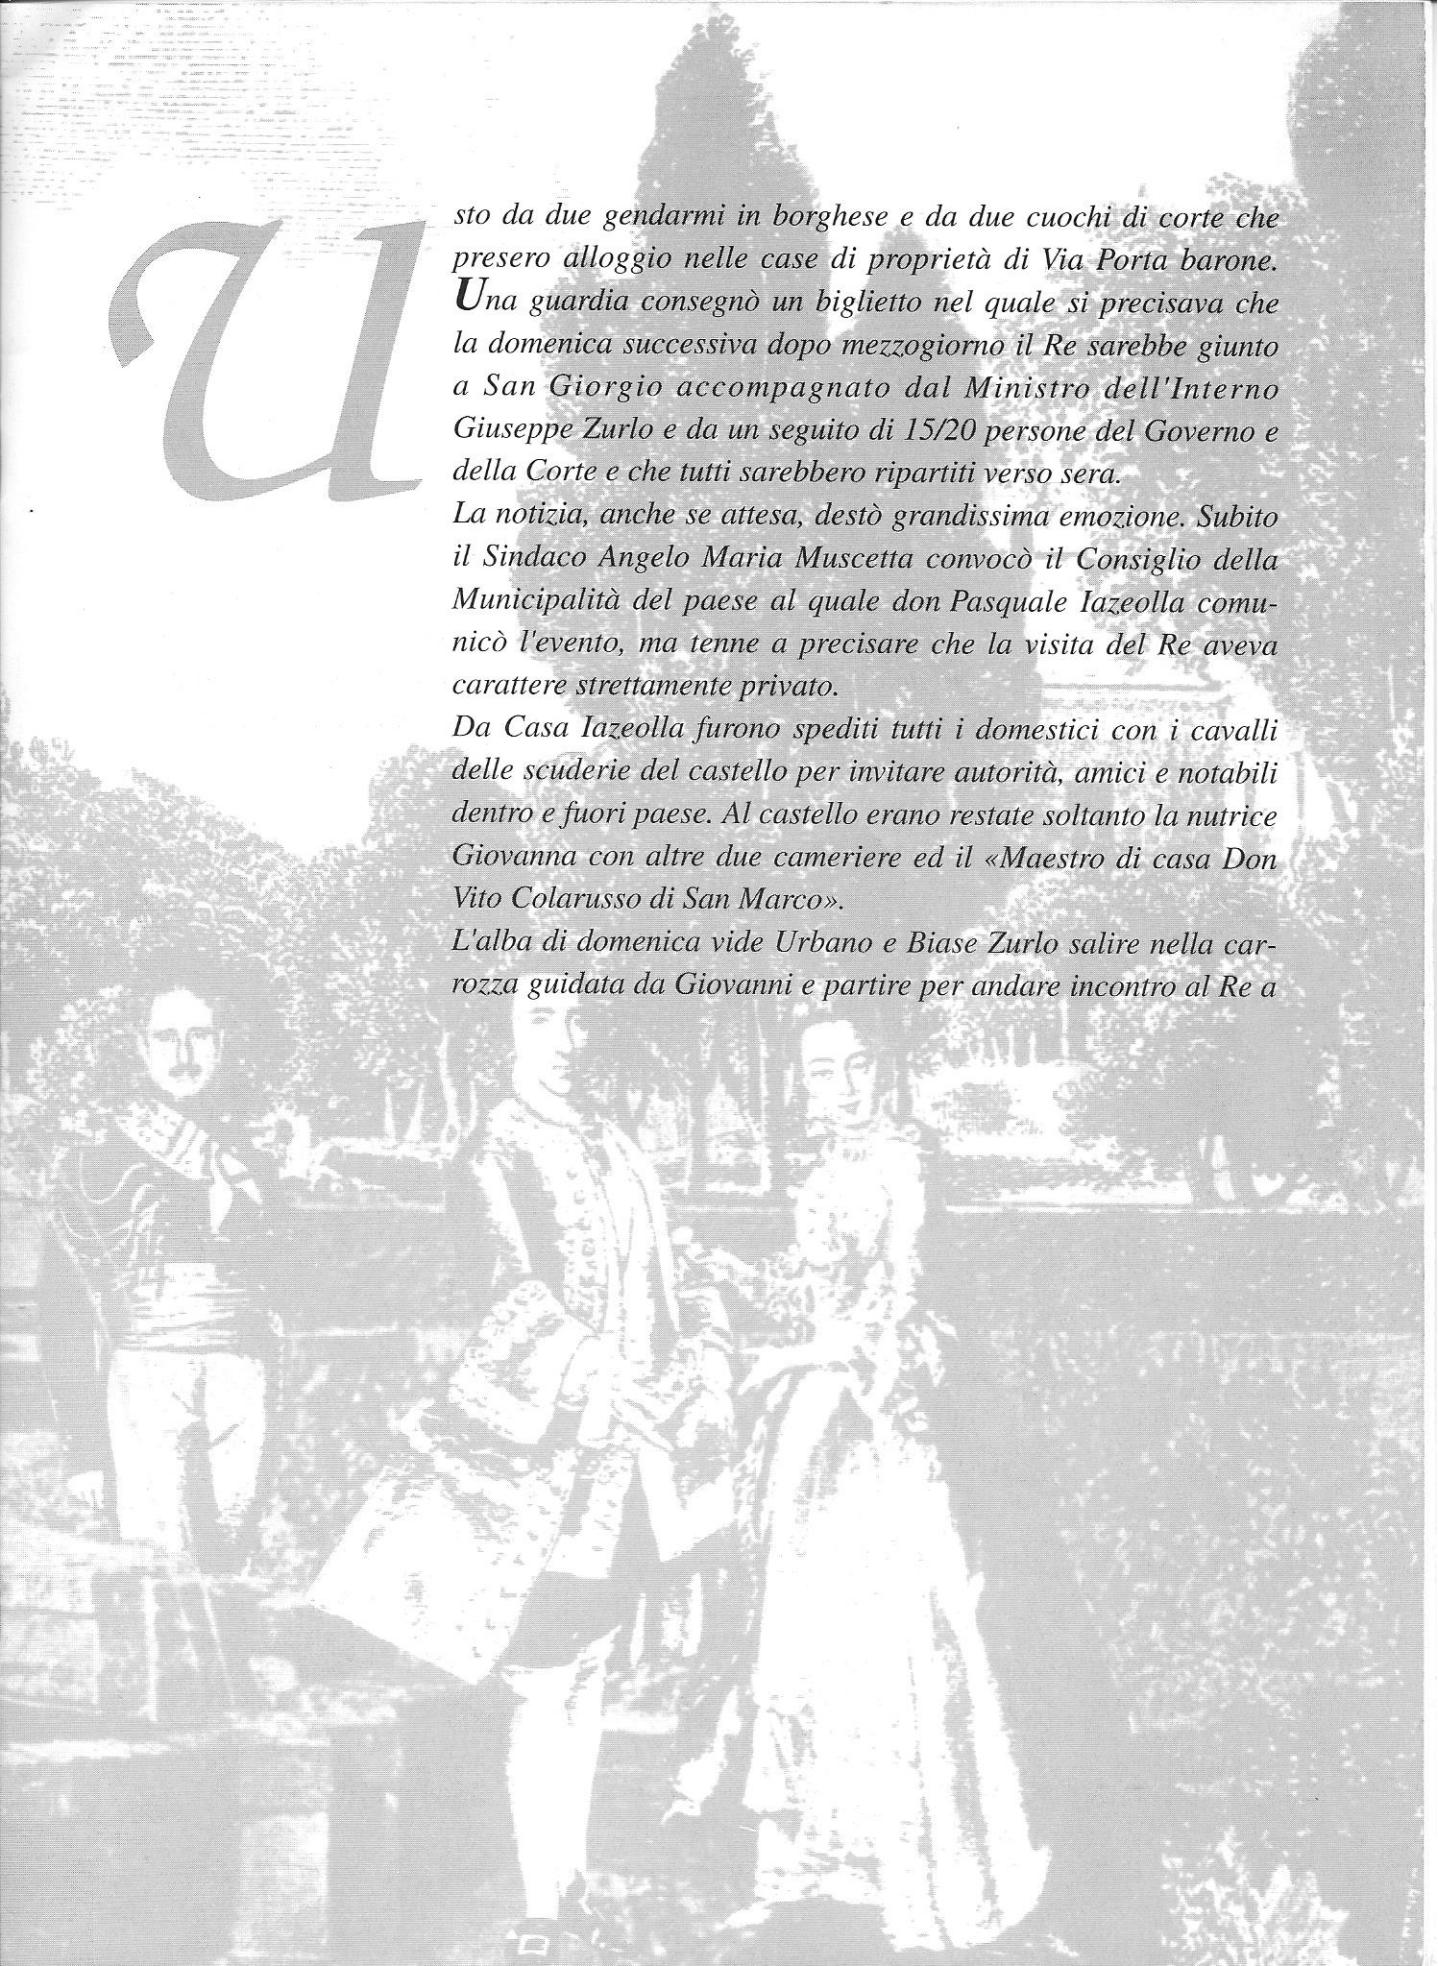 U
sto da due gendarmi in borghese e da due cuochi di corte che
presero alloggio nelle case di proprietà di Via Porta barone.
Una guardia consegnò un biglietto nel quale si precisava che
la domenica successiva dopo mezzogiorno il Re sarebbe giunto
a San Giorgio accompagnato dal Ministro dell'Interno
Giuseppe Zurlo e da un seguito di 15/20 persone del Governo e
della Corte e che tutti sarebbero ripartiti verso sera.
La notizia, anche se attesa, destò grandissima emozione. Subito
il Sindaco Angelo Maria Muscetta convocò il Consiglio della
Municipalità del paese al quale don Pasquale Iazeolla comu-
nicò l'evento, ma tenne a precisare che la visita del Re aveva
carattere strettamente privato.
Da Casa Iazeolla furono spediti tutti i domestici con i cavalli
delle scuderie del castello per invitare autorità, amici e notabili
dentro e fuori paese. Al castello erano restate soltanto la nutrice
Giovanna con altre due cameriere ed il «Maestro di casa Don
Vito Colarusso di San Marco».
L'alba di domenica vide Urbano e Biase Zurlo salire nella car-
rozza guidata da Giovanni e partire per andare incontro al Re a